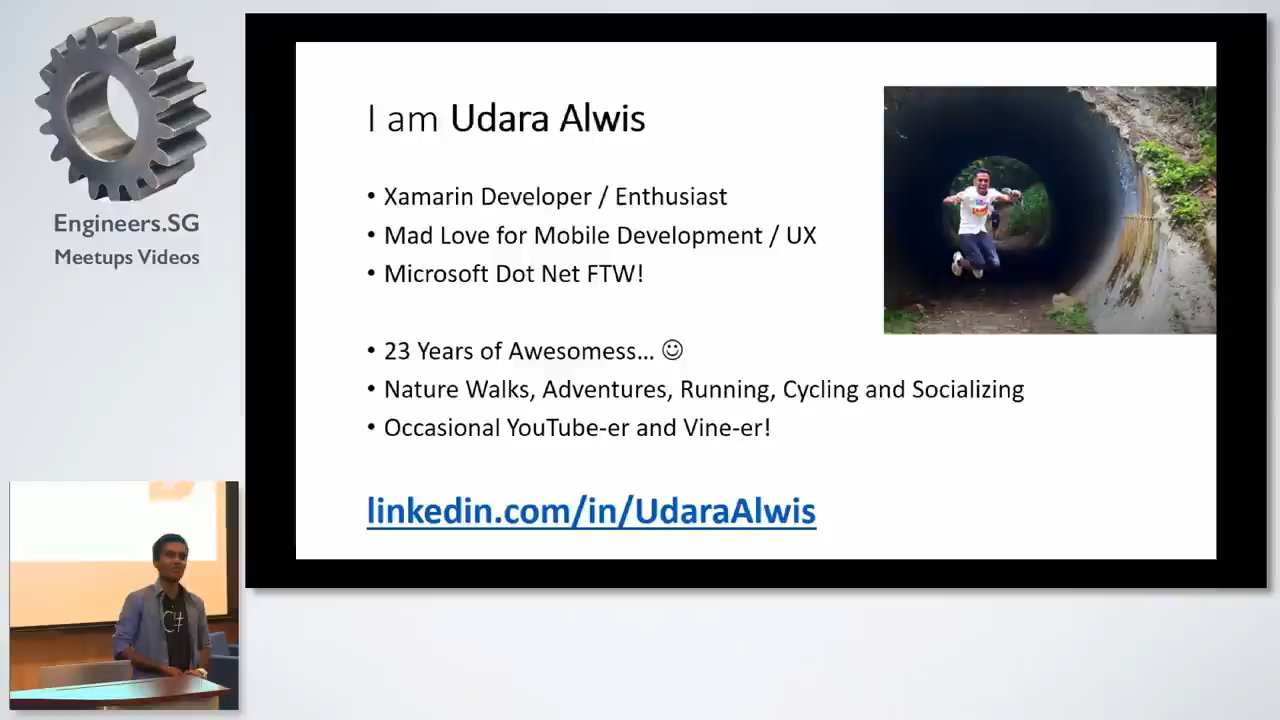 Engineers.SG
Meetups Videos
I am Udara Alwis
• Xamarin Developer / Enthusiast
• Mad Love for Mobile Development / UX
• Microsoft Dot Net FTW!
• 23 Years of Awesomess… ☺
• Nature Walks, Adventures, Running, Cycling and Socializing
• Occasional YouTube-er and Vine-er!
linkedin.com/in/UdaraAlwis
C#